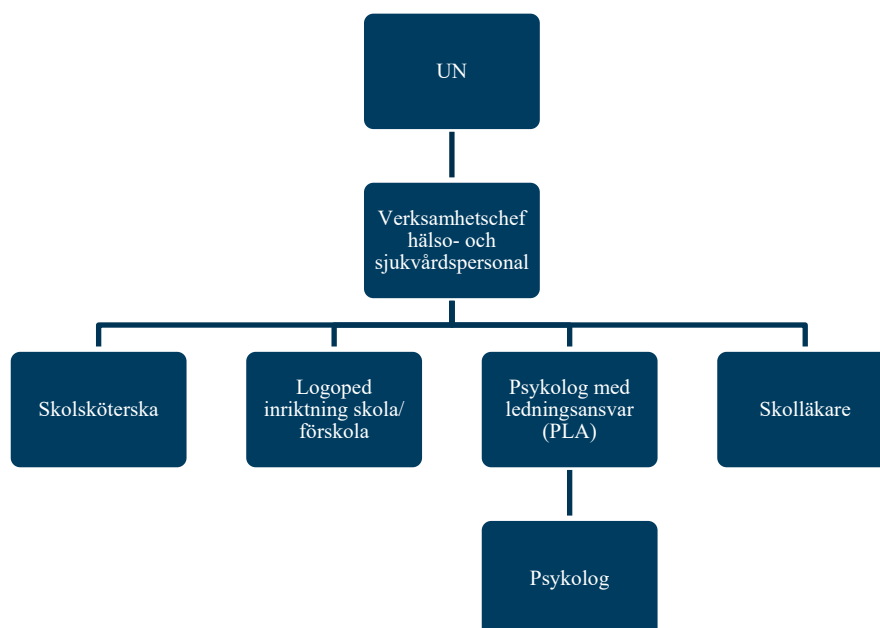 UN
Verksamhetschef
hälso- och
sjukvårdspersonal
Skolsköterska
Logoped
inriktning skola/
förskola
Psykolog med
ledningsansvar
(PLA)
Skolläkare
Psykolog